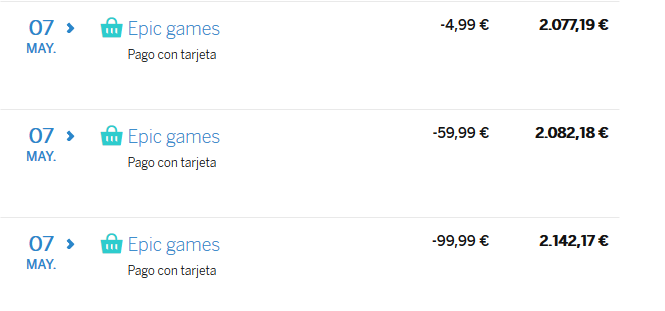 07 Epic games -4,99 € 2.077,19 €
MAY. Pago con tarjeta
07 Epic games -59,99 € 2.082,18 €
MAY. Pago con tarjeta
07 Epic games -99,99 € 2.142,17 €
MAY. Pago con tarjeta